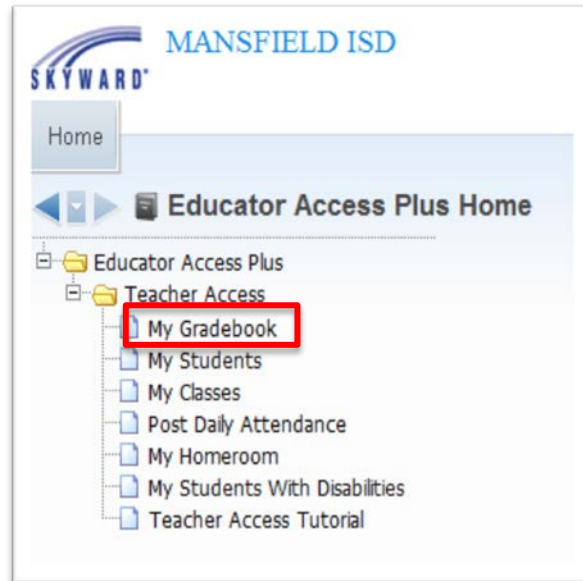 MANSFIELD ISD
SKYWARD®
Home
Educator Access Plus Home
Educator Access Plus
Teacher Access
My Gradebook
My Students
My Classes
Post Daily Attendance
My Homeroom
My Students With Disabilities
Teacher Access Tutorial